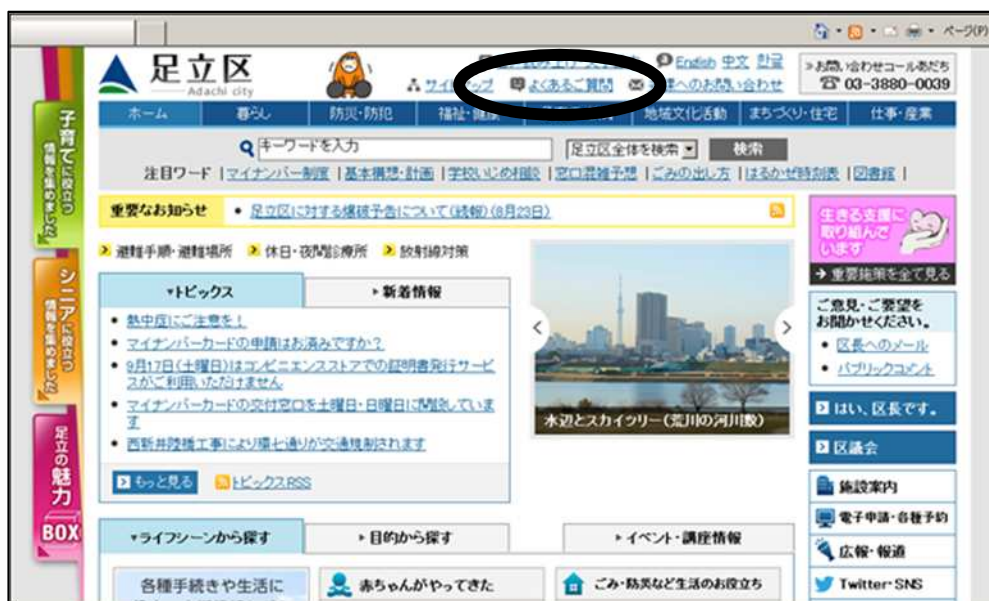 ページ(P)
足立区
Adachi city
English 中文 한글
サイトマップ
よくあるご質問
へのお問い合わせ
お問い合わせコールあだち
03-3880-0039
ホーム
暮らし
防災・防犯
福祉・健康
地域文化活動
まちづくり・住宅
仕事・産業
キーワードを入力
足立区全体を検索
検索
注目ワード | マイナンバー制度 | 基本構想・計画 | 学校いじめ相談 | 窓口混雑予想 | ごみの出し方 | はるかぜ時刻表 | 図書館 |
重要なお知らせ
足立区に対する爆破予告について(続報)(8月23日)
避難手順・避難場所
休日・夜間診療所
放射線対策
トピックス
新着情報
熱中症にご注意を!
マイナンバーカードの申請はお済みですか?
9月17日(土曜日)はコンビニエンスストアでの証明書発行サービ
スがご利用いただけません
マイナンバーカードの交付窓口を土曜日・日曜日に開設していま
す
西新井陸橋工事により環七通りが交通規制されます
もっと見る
トピックスRSS
水辺とスカイツリー(荒川の河川敷)
生きる支援に
取り組んで
います
重要施策を全て見る
ご意見・ご要望を
お聞かせください。
区長へのメール
パブリックコメント
はい、区長です。
区議会
施設案内
電子申請・各種予約
広報・報道
Twitter・SNS
子育てに役立つ
情報を集めました
シニアに役立つ
情報を集めました
足立の魅力
BOX
ライフシーンから探す
目的から探す
イベント・講座情報
各種手続きや生活に
赤ちゃんがやってきた
ごみ・防災など生活のお役立ち